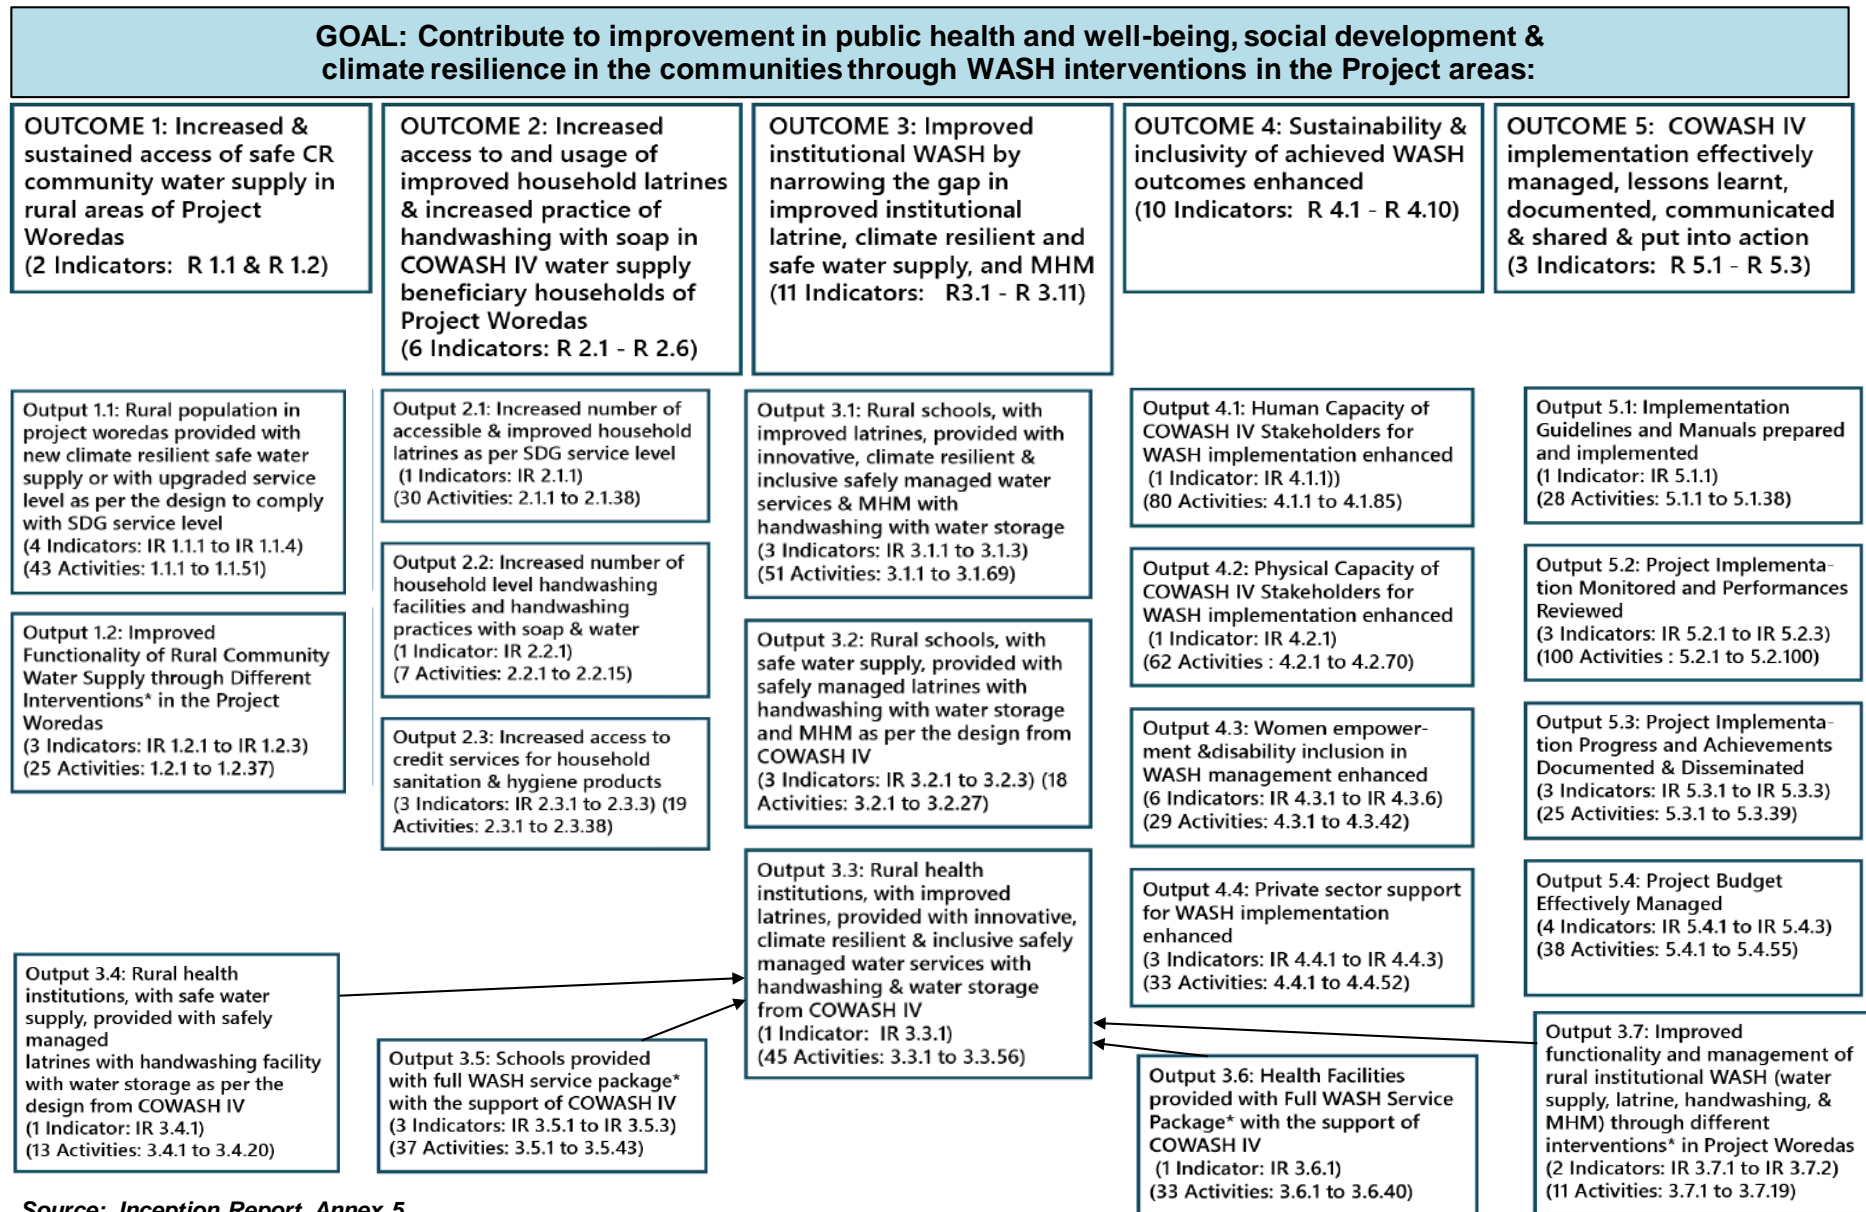 GOAL: Contribute to improvement in public health and well-being, social development &
climate resilience in the communities through WASH interventions in the Project areas:
OUTCOME 1: Increased &
sustained access of safe CR
community water supply in
rural areas of Project
Woredas
(2 Indicators: R 1.1 & R 1.2)
OUTCOME 2: Increased
access to and usage of
improved household latrines
& increased practice of
handwashing with soap in
COWASH IV water supply
beneficiary households of
Project Woredas
(6 Indicators: R 2.1 - R 2.6)
OUTCOME 3: Improved
institutional WASH by
narrowing the gap in
improved institutional
latrine, climate resilient and
safe water supply, and MHM
(11 Indicators: R3.1 - R 3.11)
OUTCOME 4: Sustainability &
inclusivity of achieved WASH
outcomes enhanced
(10 Indicators: R 4.1 - R 4.10)
OUTCOME 5: COWASH IV
implementation effectively
managed, lessons learnt,
documented, communicated
& shared & put into action
(3 Indicators: R 5.1 - R 5.3)
Output 1.1: Rural population in
project woredas provided with
new climate resilient safe water
supply or with upgraded service
level as per the design to comply
with SDG service level
(4 Indicators: IR 1.1.1 to IR 1.1.4)
(43 Activities: 1.1.1 to 1.1.51)
Output 1.2: Improved
Functionality of Rural Community
Water Supply through Different
Interventions* in the Project
Woredas
(3 Indicators: IR 1.2.1 to IR 1.2.3)
(25 Activities: 1.2.1 to 1.2.37)
Output 2.1: Increased number of
accessible & improved household
latrines as per SDG service level
(1 Indicators: IR 2.1.1)
(30 Activities: 2.1.1 to 2.1.38)
Output 2.2: Increased number of
household level handwashing
facilities and handwashing
practices with soap & water
(1 Indicator: IR 2.2.1)
(7 Activities: 2.2.1 to 2.2.15)
Output 2.3: Increased access to
credit services for household
sanitation & hygiene products
(3 Indicators: IR 2.3.1 to 2.3.3) (19
Activities: 2.3.1 to 2.3.38)
Output 3.1: Rural schools, with
improved latrines, provided with
innovative, climate resilient &
inclusive safely managed water
services & MHM with
handwashing with water storage
(3 Indicators: IR 3.1.1 to 3.1.3)
(51 Activities: 3.1.1 to 3.1.69)
Output 3.2: Rural schools, with
safe water supply, provided with
safely managed latrines with
handwashing with water storage
and MHM as per the design from
COWASH IV
(3 Indicators: IR 3.2.1 to 3.2.3) (18
Activities: 3.2.1 to 3.2.27)
Output 3.3: Rural health
institutions, with improved
latrines, provided with innovative,
climate resilient & inclusive safely
managed water services with
handwashing & water storage
from COWASH IV
(1 Indicator: IR 3.3.1)
(45 Activities: 3.3.1 to 3.3.56)
Output 4.1: Human Capacity of
COWASH IV Stakeholders for
WASH implementation enhanced
(1 Indicator: IR 4.1.1))
(80 Activities: 4.1.1 to 4.1.85)
Output 4.2: Physical Capacity of
COWASH IV Stakeholders for
WASH implementation enhanced
(1 Indicator: IR 4.2.1)
(62 Activities : 4.2.1 to 4.2.70)
Output 4.3: Women empower-
ment &disability inclusion in
WASH management enhanced
(6 Indicators: IR 4.3.1 to IR 4.3.6)
(29 Activities: 4.3.1 to 4.3.42)
Output 4.4: Private sector support
for WASH implementation
enhanced
(3 Indicators: IR 4.4.1 to IR 4.4.3)
(33 Activities: 4.4.1 to 4.4.52)
Output 5.1: Implementation
Guidelines and Manuals prepared
and implemented
(1 Indicator: IR 5.1.1)
(28 Activities: 5.1.1 to 5.1.38)
Output 5.2: Project Implementa-
tion Monitored and Performances
Reviewed
(3 Indicators: IR 5.2.1 to IR 5.2.3)
(100 Activities : 5.2.1 to 5.2.100)
Output 5.3: Project Implementa-
tion Progress and Achievements
Documented & Disseminated
(3 Indicators: IR 5.3.1 to IR 5.3.3)
(25 Activities: 5.3.1 to 5.3.39)
Output 5.4: Project Budget
Effectively Managed
(4 Indicators: IR 5.4.1 to IR 5.4.3)
(38 Activities: 5.4.1 to 5.4.55)
Output 3.4: Rural health
institutions, with safe water
supply, provided with safely
managed
latrines with handwashing facility
with water storage as per the
design from COWASH IV
(1 Indicator: IR 3.4.1)
(13 Activities: 3.4.1 to 3.4.20)
Output 3.5: Schools provided
with full WASH service package*
with the support of COWASH IV
(3 Indicators: IR 3.5.1 to IR 3.5.3)
(37 Activities: 3.5.1 to 3.5.43)
Output 3.6: Health Facilities
provided with Full WASH Service
Package* with the support of
COWASH IV
(1 Indicator: IR 3.6.1)
(33 Activities: 3.6.1 to 3.6.40)
Output 3.7: Improved
functionality and management of
rural institutional WASH (water
supply, latrine, handwashing, &
MHM) through different
interventions* in Project Woredas
(2 Indicators: IR 3.7.1 to IR 3.7.2)
(11 Activities: 3.7.1 to 3.7.19)
Source: Inception Report, Annex 5